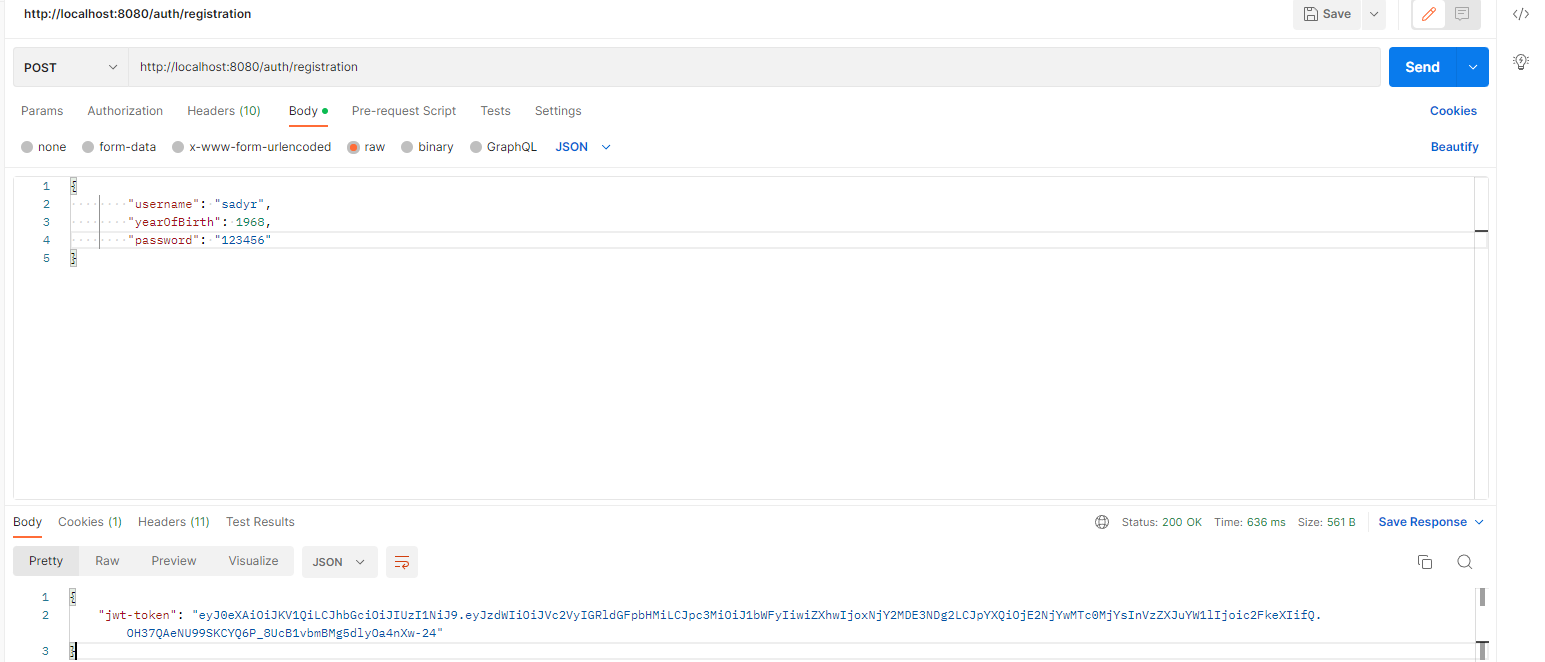 http://localhost:8080/auth/registration
Save
POST
http://localhost:8080/auth/registration
Send
Params Authorization Headers (10) Body Pre-request Script Tests Settings Cookies
none form-data x-www-form-urlencoded raw binary GraphQL JSON Beautify
1 {
2 "username": "sadyr",
3 "yearOfBirth": 1968,
4 "password": "123456"
5 }
Body Cookies (1) Headers (11) Test Results Status: 200 OK Time: 636 ms Size: 561 B Save Response
Pretty Raw Preview Visualize JSON
1 {
2 "jwt-token": "eyJ0eXAiOiJKV1QiLCJhbGciOiJIUzI1NiJ9.eyJzdWIiOiJVc2VyIGRldGFpbHMiLCJpc3MiOiJ1bWFyIiwiZXhwIjoxNjY2MDE3NDg2LCJpYXQiOjE2NjYwMTc0MjYsInVzZXJuYW1lIjoic2FkeXIifQ.
OH37QAeNU99SKCYQ6P_8UcB1vbmBMg5dlyOa4nXw-24"
3 }